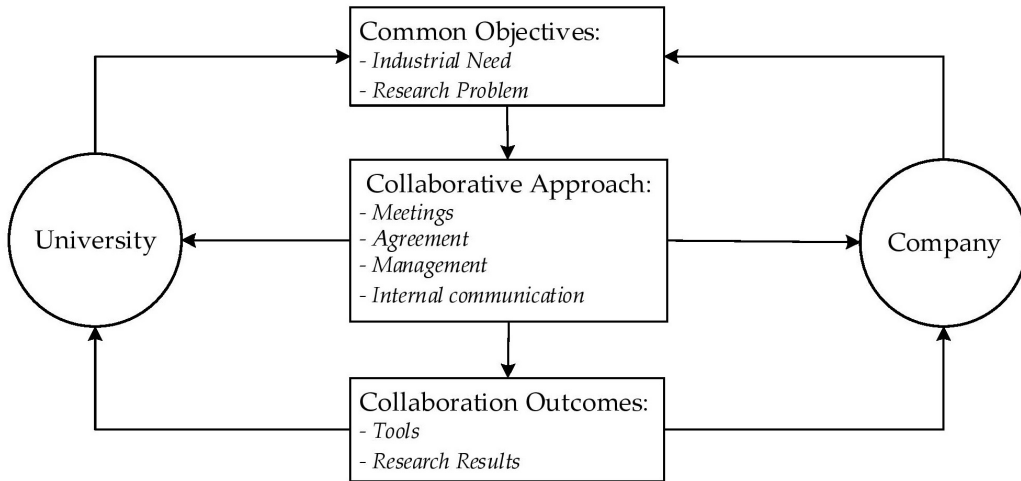 Common Objectives:
- Industrial Need
- Research Problem
University
Collaborative Approach:
- Meetings
- Agreement
- Management
- Internal communication
Company
Collaboration Outcomes:
- Tools
- Research Results